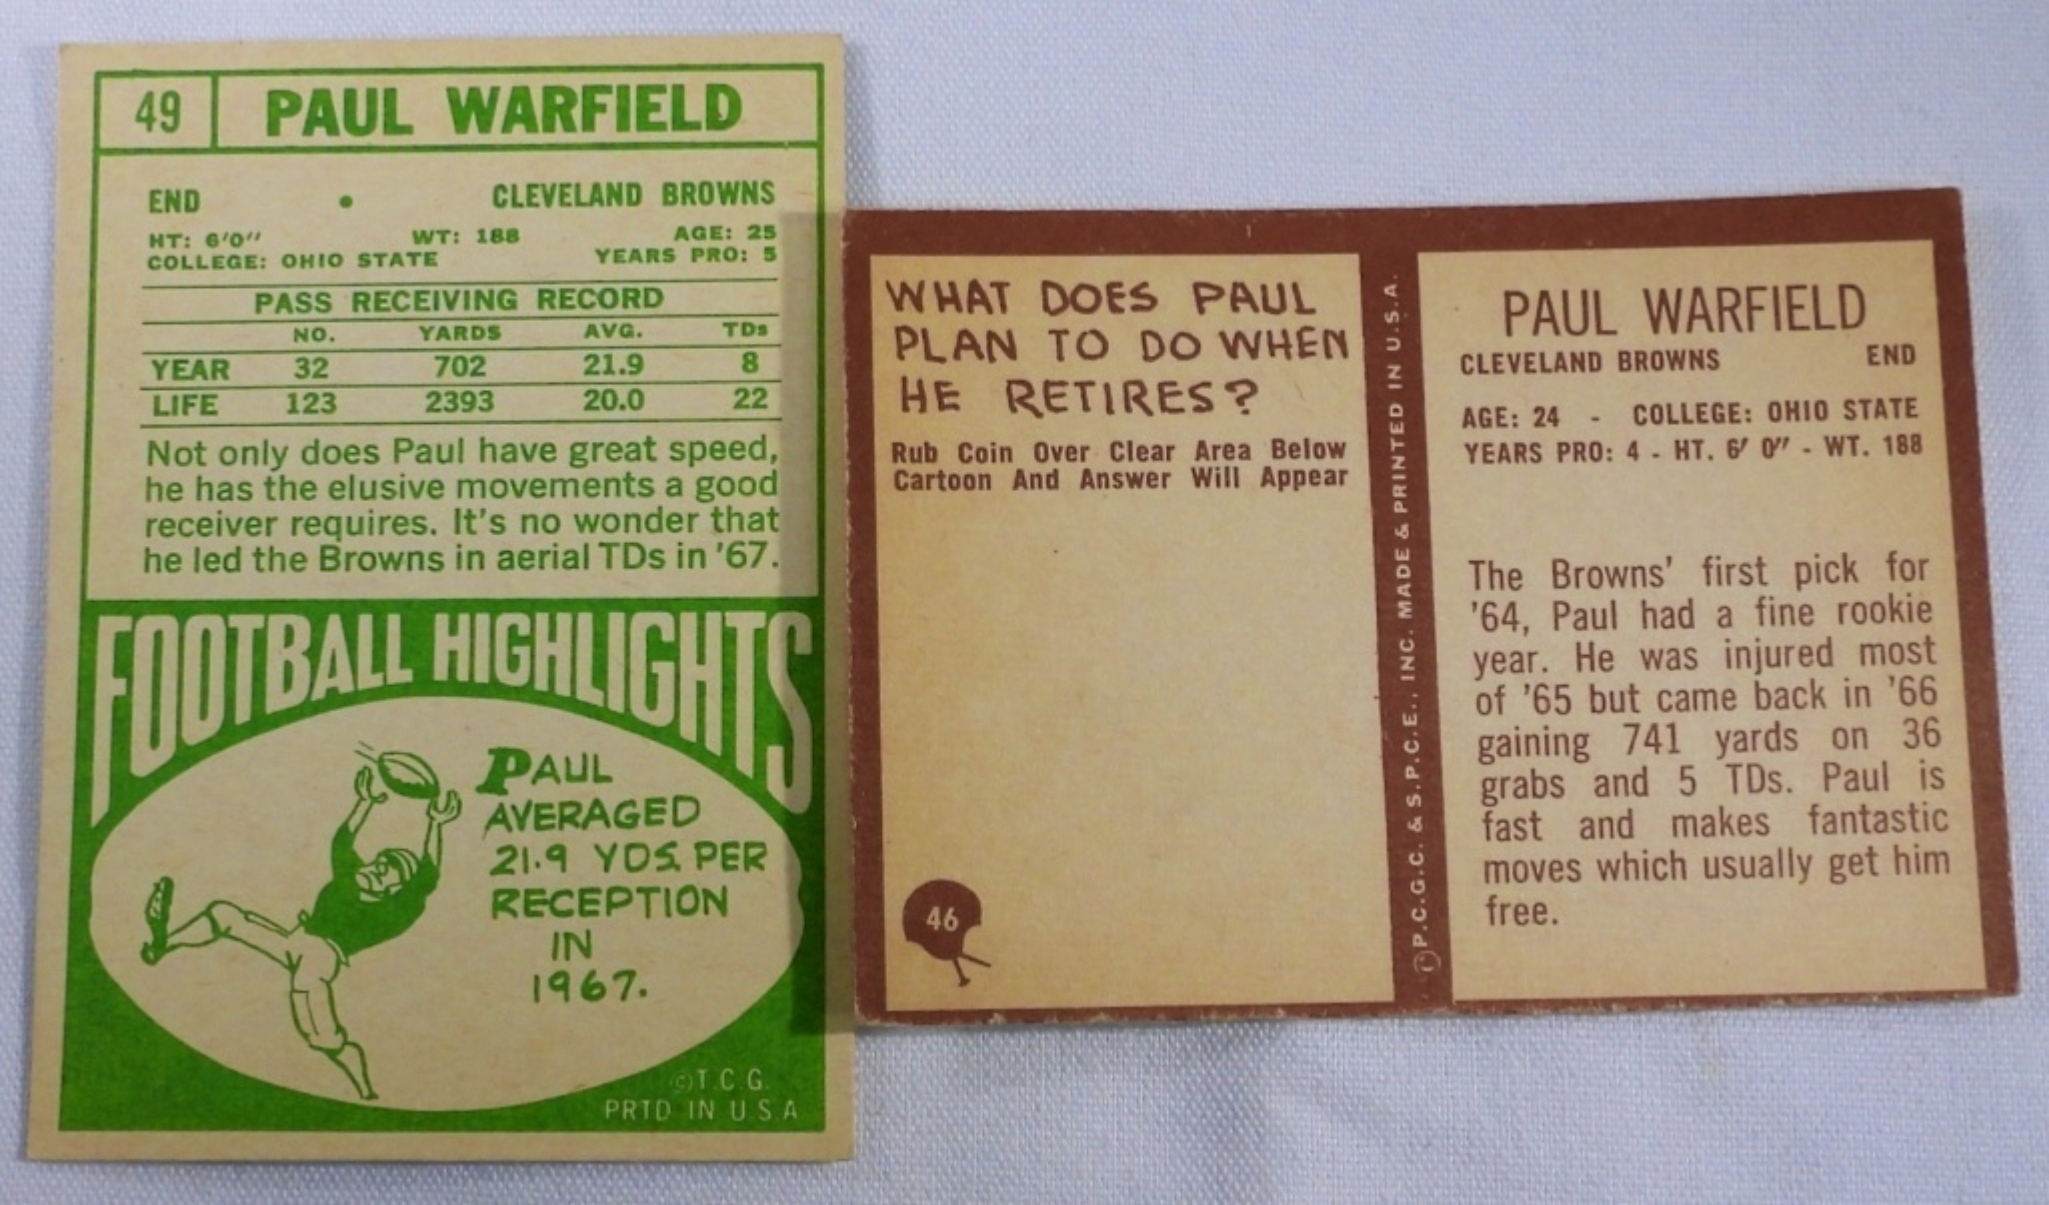 49 PAUL WARFIELD
END • CLEVELAND BROWNS
HT: 6'0" WT: 188 AGE: 25
COLLEGE: OHIO STATE YEARS PRO: 5
PASS RECEIVING RECORD
NO. YARDS AVG. TDs
YEAR 32 702 21.9 8
LIFE 123 2393 20.0 22
Not only does Paul have great speed,
he has the elusive movements a good
receiver requires. It's no wonder that
he led the Browns in aerial TDs in '67.
FOOTBALL HIGHLIGHTS
PAUL
AVERAGED
21.9 YDS. PER
RECEPTION
IN
1967.
©T.C.G.
PRTD IN U.S.A
WHAT DOES PAUL
PLAN TO DO WHEN
HE RETIRES?
Rub Coin Over Clear Area Below
Cartoon And Answer Will Appear
46
©P.C.G.C. & S.P.C.E., INC. MADE & PRINTED IN U.S.A.
PAUL WARFIELD
CLEVELAND BROWNS END
AGE: 24 - COLLEGE: OHIO STATE
YEARS PRO: 4 - HT. 6' 0" - WT. 188
The Browns' first pick for
'64, Paul had a fine rookie
year. He was injured most
of '65 but came back in '66
gaining 741 yards on 36
grabs and 5 TDs. Paul is
fast and makes fantastic
moves which usually get him
free.